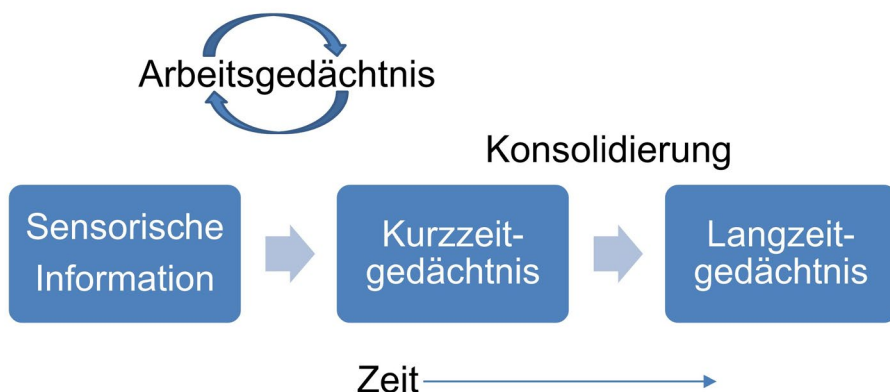 Arbeitsgedächtnis
Konsolidierung
Sensorische
Information
Kurzzeit-
gedächtnis
Langzeit-
gedächtnis
Zeit